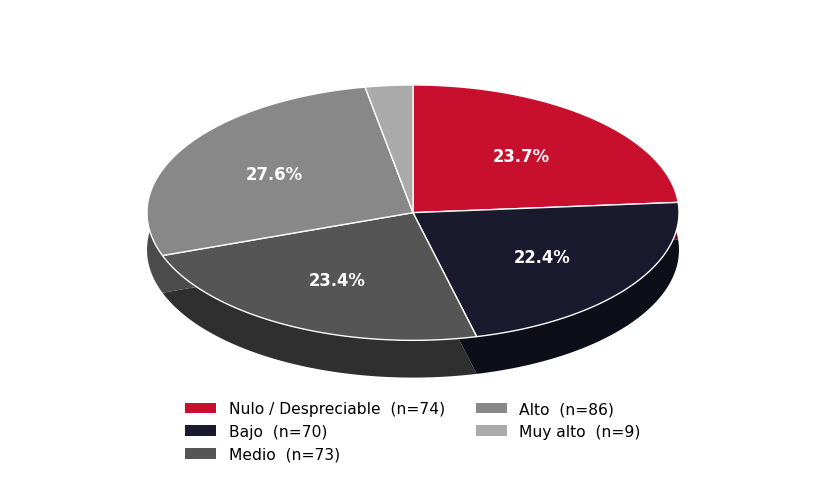 23.7%
27.6%
22.4%
23.4%
Nulo / Despreciable  (n=74)
Bajo  (n=70)
Medio  (n=73)
Alto  (n=86)
Muy alto  (n=9)